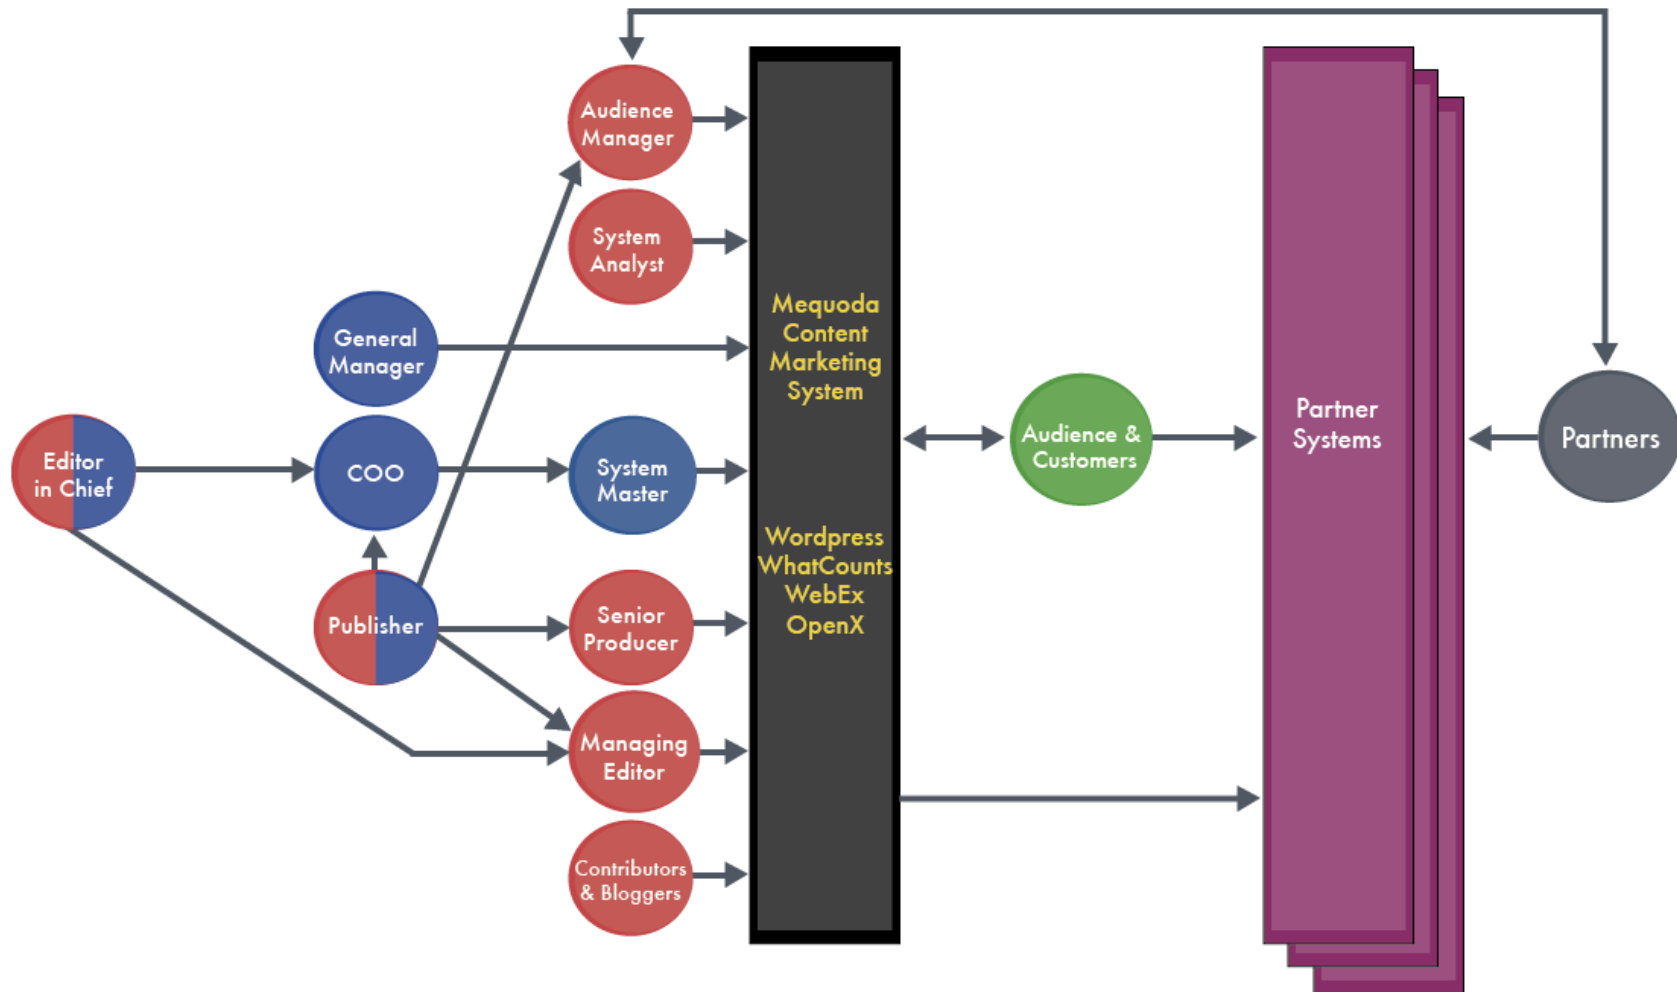 Audience
Manager
System
Analyst
General
Manager
Editor
in Chief
COO
System
Master
Publisher
Senior
Producer
Managing
Editor
Contributors
& Bloggers
Mequoda
Content
Marketing
System
Wordpress
WhatCounts
WebEx
OpenX
Audience &
Customers
Partner
Systems
Partners